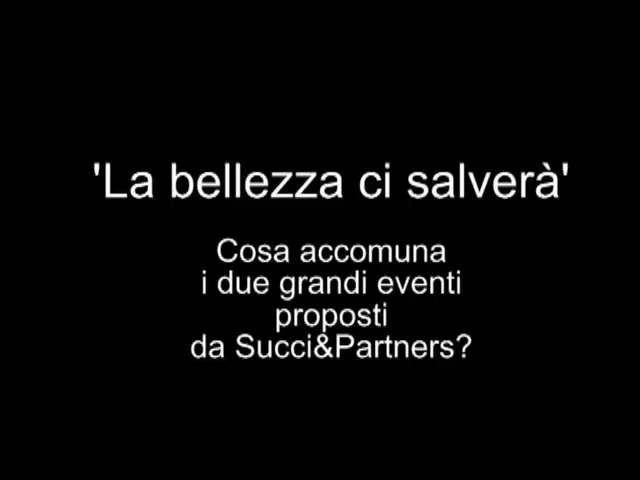 'La bellezza ci salverà'
Cosa accomuna
i due grandi eventi
proposti
da Succi&Partners?